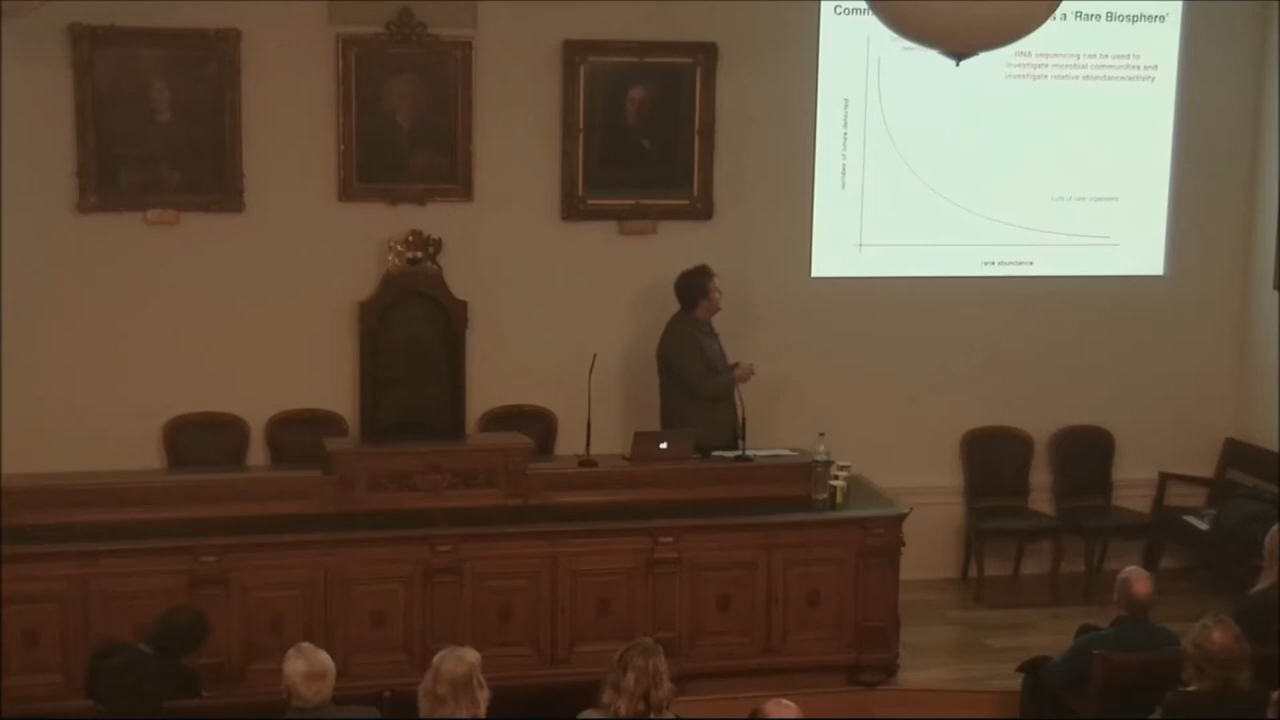 Comm s a 'Rare Biosphere'
RNA sequencing can be used to
investigate microbial communities and
investigate relative abundance/activity
number of times detected
Lots of rare organisms
rank abundance